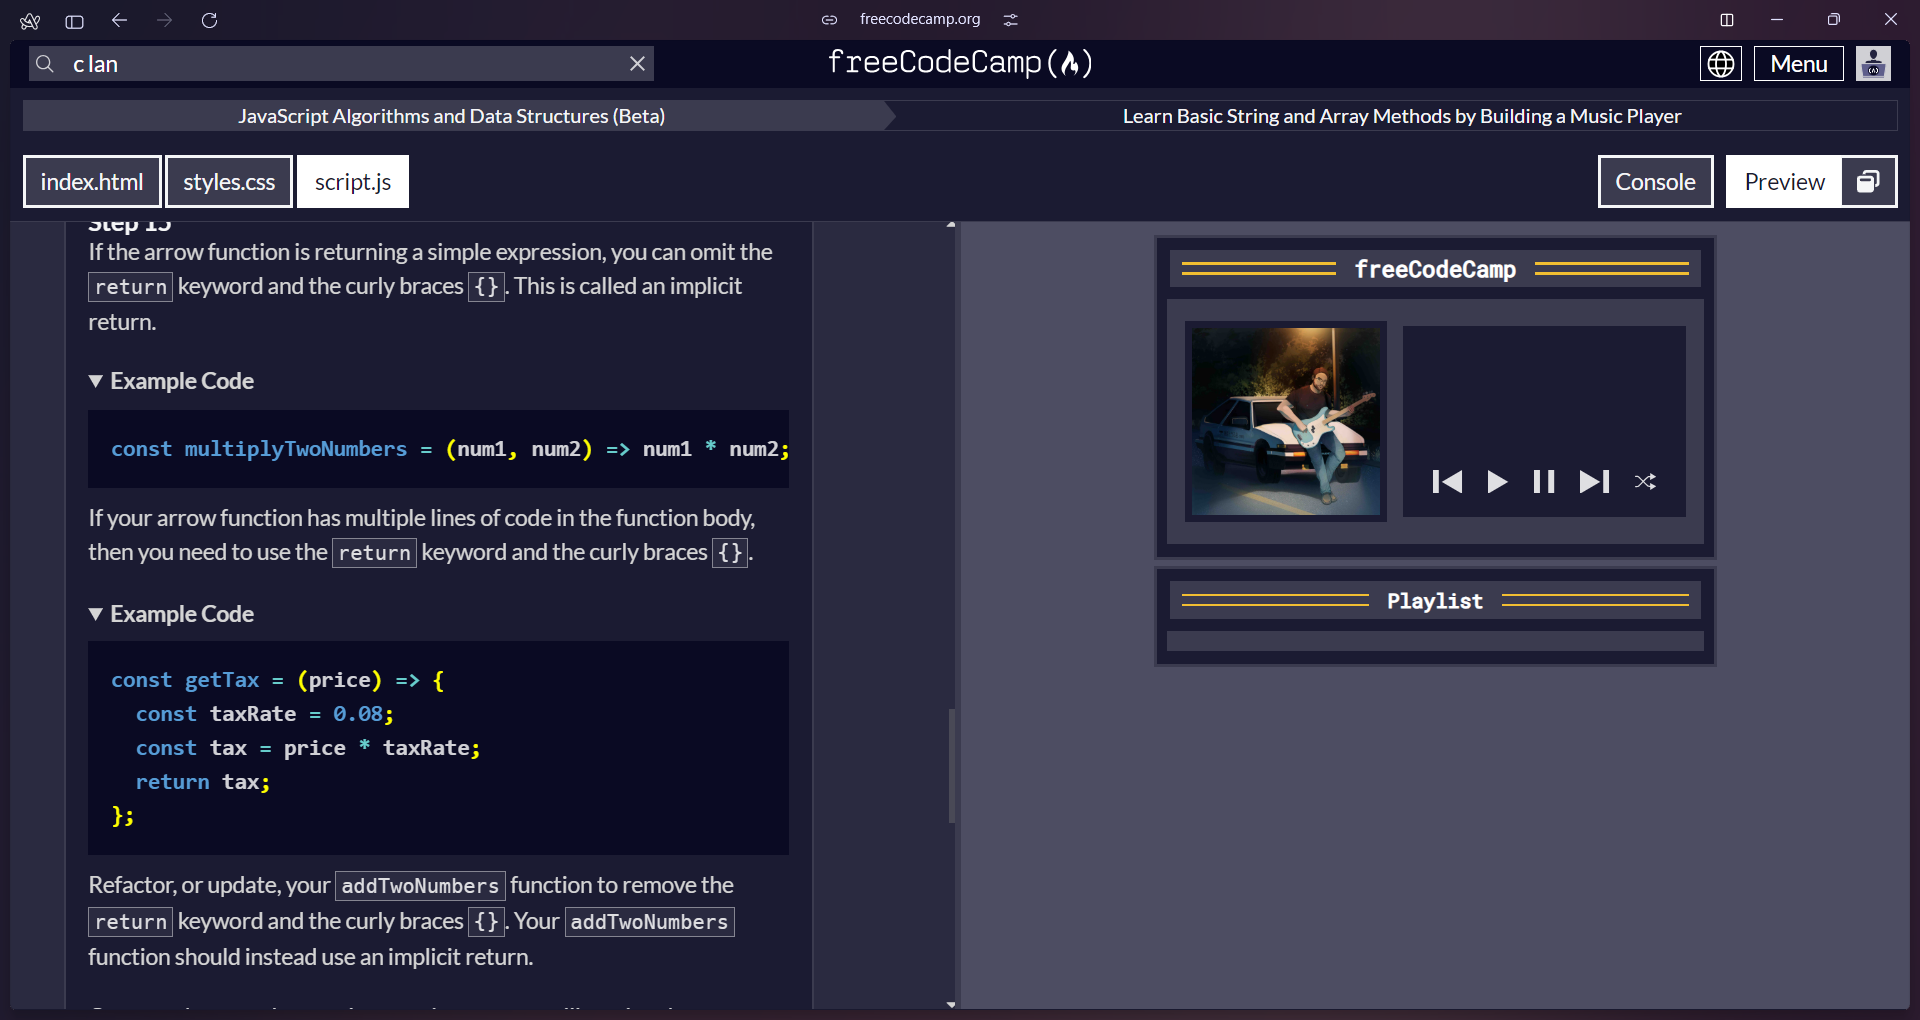 freecodecamp.org
c lan
freeCodeCamp
Menu
JavaScript Algorithms and Data Structures (Beta)
Learn Basic String and Array Methods by Building a Music Player
index.html
styles.css
script.js
Console
Preview
Step 15
If the arrow function is returning a simple expression, you can omit the
return keyword and the curly braces {}. This is called an implicit
return.
Example Code
const multiplyTwoNumbers = (num1, num2) => num1 * num2;
If your arrow function has multiple lines of code in the function body,
then you need to use the return keyword and the curly braces {}.
Example Code
const getTax = (price) => {
const taxRate = 0.08;
const tax = price * taxRate;
return tax;
};
Refactor, or update, your addTwoNumbers function to remove the
return keyword and the curly braces {}. Your addTwoNumbers
function should instead use an implicit return.
freeCodeCamp
Playlist